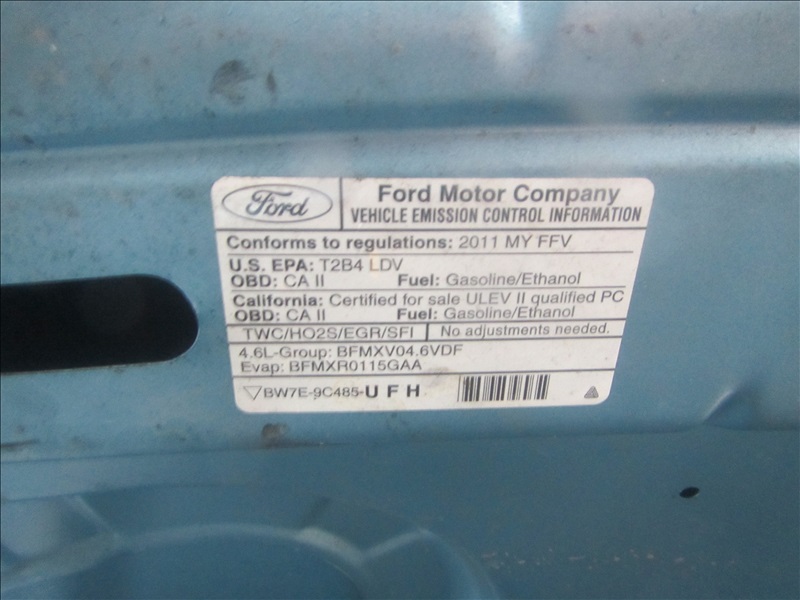 Ford
Ford Motor Company
VEHICLE EMISSION CONTROL INFORMATION
Conforms to regulations: 2011 MY FFV
U.S. EPA: T2B4 LDV
OBD: CA II Fuel: Gasoline/Ethanol
California: Certified for sale ULEV II qualified PC
OBD: CA II Fuel: Gasoline/Ethanol
TWC/HO2S/EGR/SFI No adjustments needed.
4.6L-Group: BFMXV04.6VDF
Evap: BFMXR0115GAA
BW7E-9C485-U F H